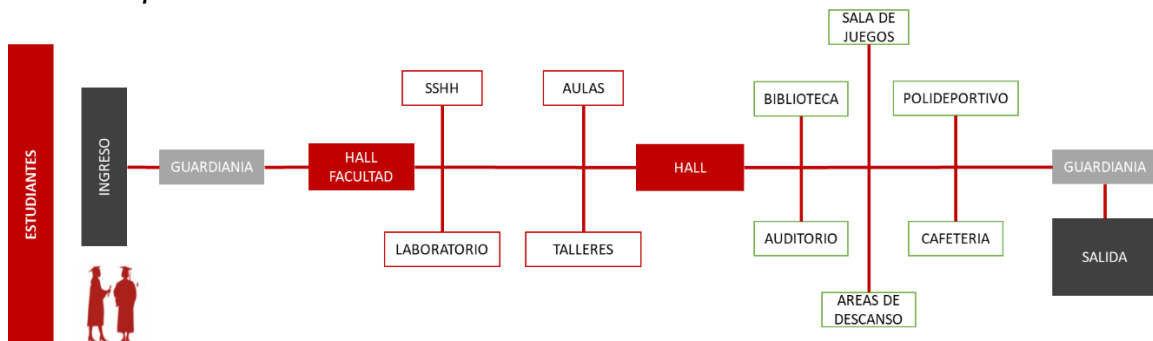 ESTUDIANTES
INGRESO
GUARDIANIA
HALL
FACULTAD
SSHH
LABORATORIO
AULAS
TALLERES
HALL
BIBLIOTECA
AUDITORIO
SALA DE
JUEGOS
AREAS DE
DESCANSO
POLIDEPORTIVO
CAFETERIA
GUARDIANIA
SALIDA